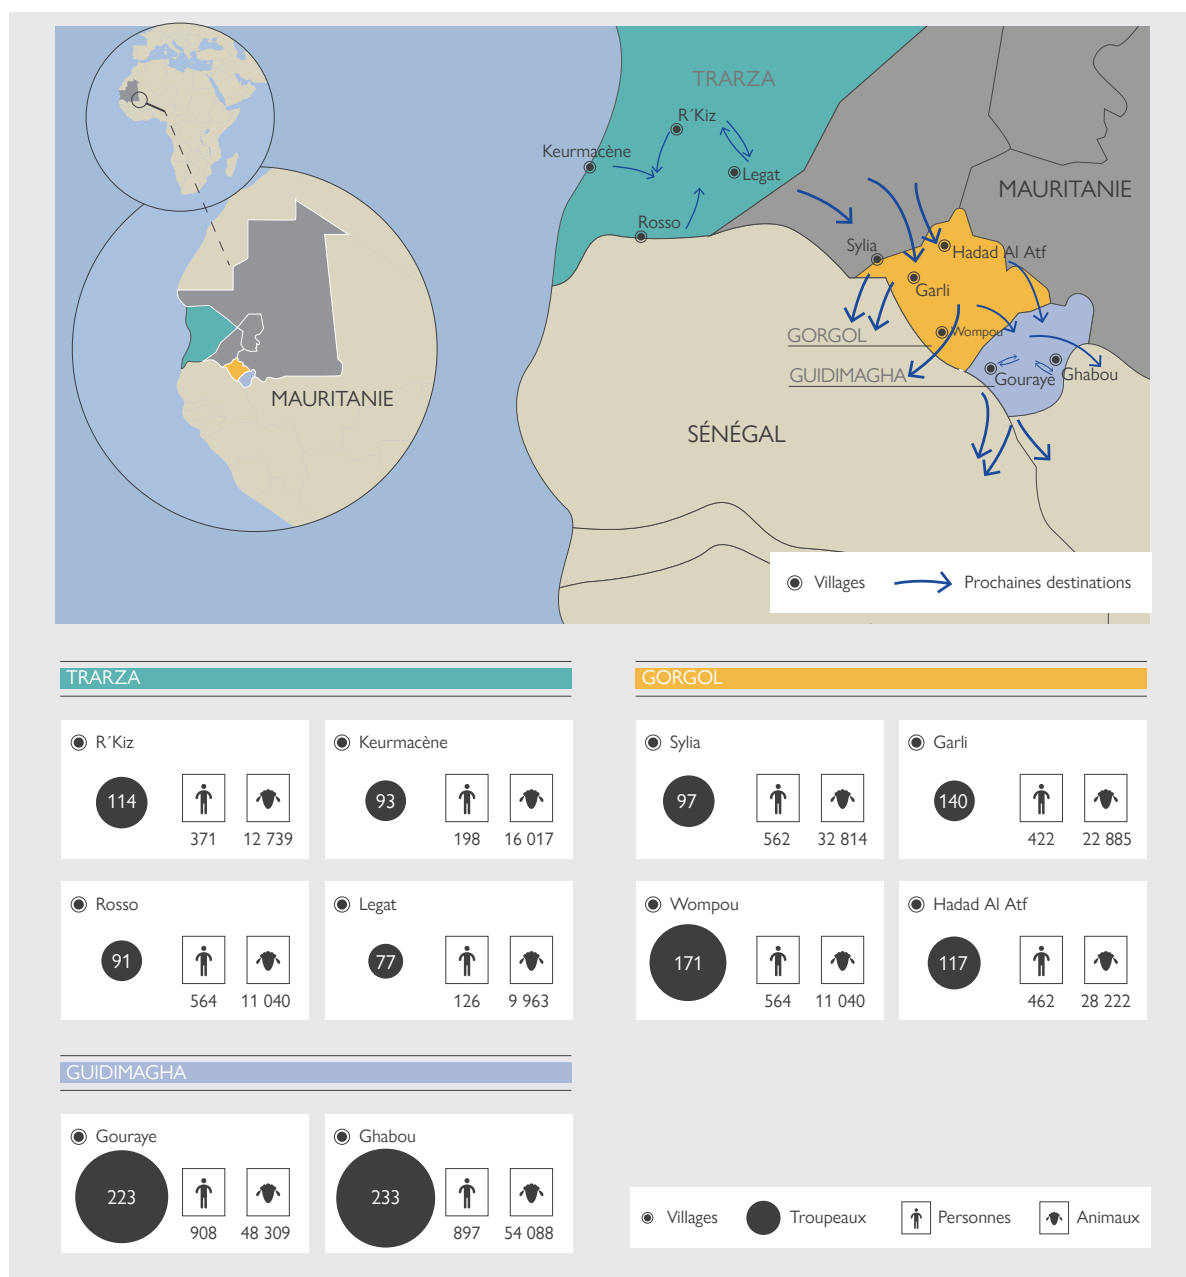 TRARZA
R´Kiz
Keurmacène
Legat
MAURITANIE
Rosso
Sylia
Hadad Al Atf
Garli
Wompou
GORGOL
GUIDIMAGHA
Gouraye
Ghabou
MAURITANIE
SÉNÉGAL
Villages
Prochaines destinations
TRARZA
R´Kiz
114
371
12 739
Keurmacène
93
198
16 017
Rosso
91
564
11 040
Legat
77
126
9 963
GORGOL
Sylia
97
562
32 814
Garli
140
422
22 885
Wompou
171
564
11 040
Hadad Al Atf
117
462
28 222
GUIDIMAGHA
Gouraye
223
908
48 309
Ghabou
233
897
54 088
Villages
Troupeaux
Personnes
Animaux